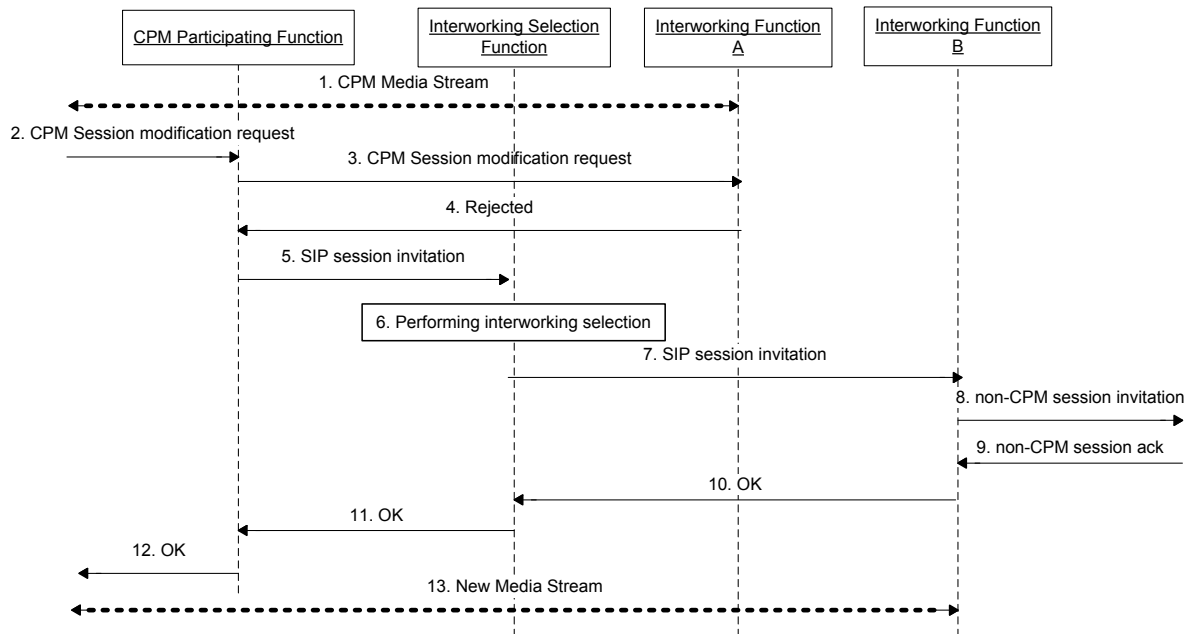 CPM Participating Function
Interworking Selection
Function
Interworking Function
A
Interworking Function
B
1. CPM Media Stream
2. CPM Session modification request
3. CPM Session modification request
4. Rejected
5. SIP session invitation
6. Performing interworking selection
7. SIP session invitation
8. non-CPM session invitation
9. non-CPM session ack
10. OK
11. OK
12. OK
13. New Media Stream